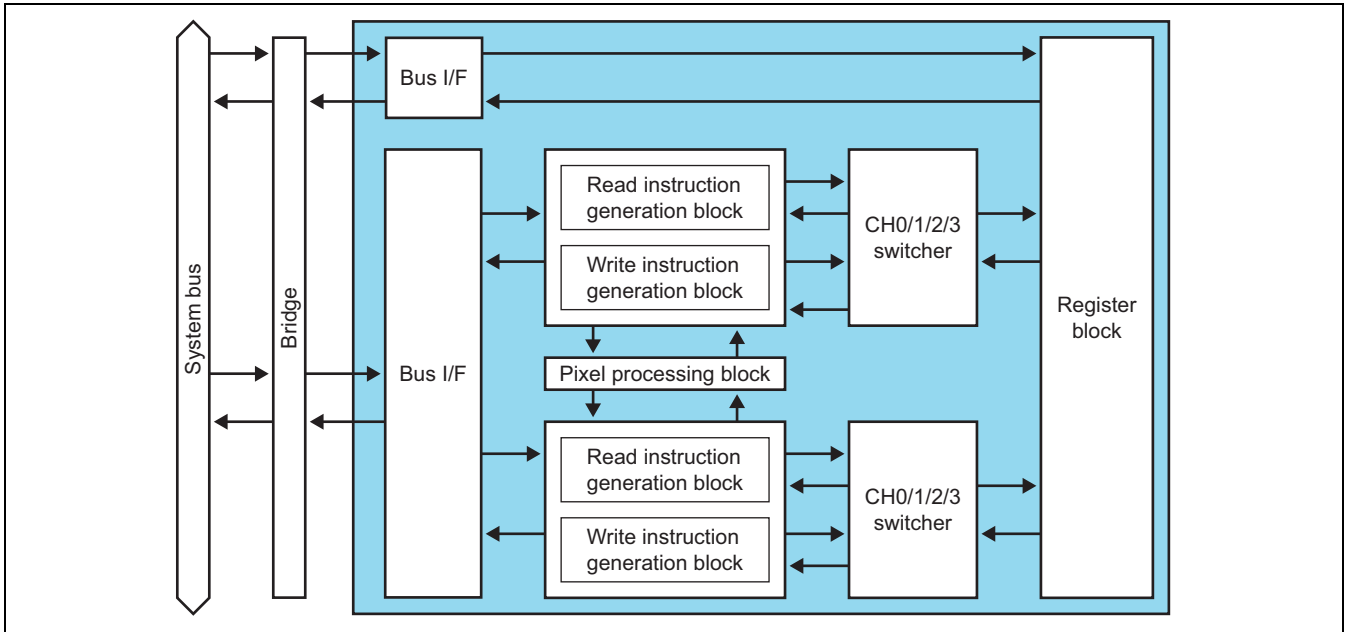 System bus
Bridge
Bus I/F
Bus I/F
Read instruction
generation block
Write instruction
generation block
Pixel processing block
Read instruction
generation block
Write instruction
generation block
CH0/1/2/3
switcher
CH0/1/2/3
switcher
Register
block